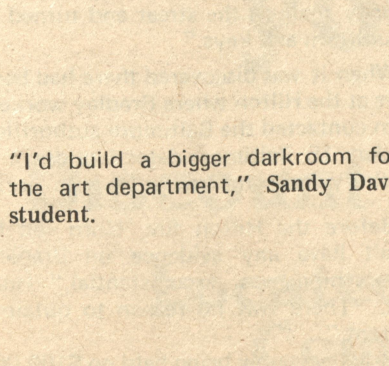 "I'd build a bigger darkroom fo
the art department," Sandy Dav
student.